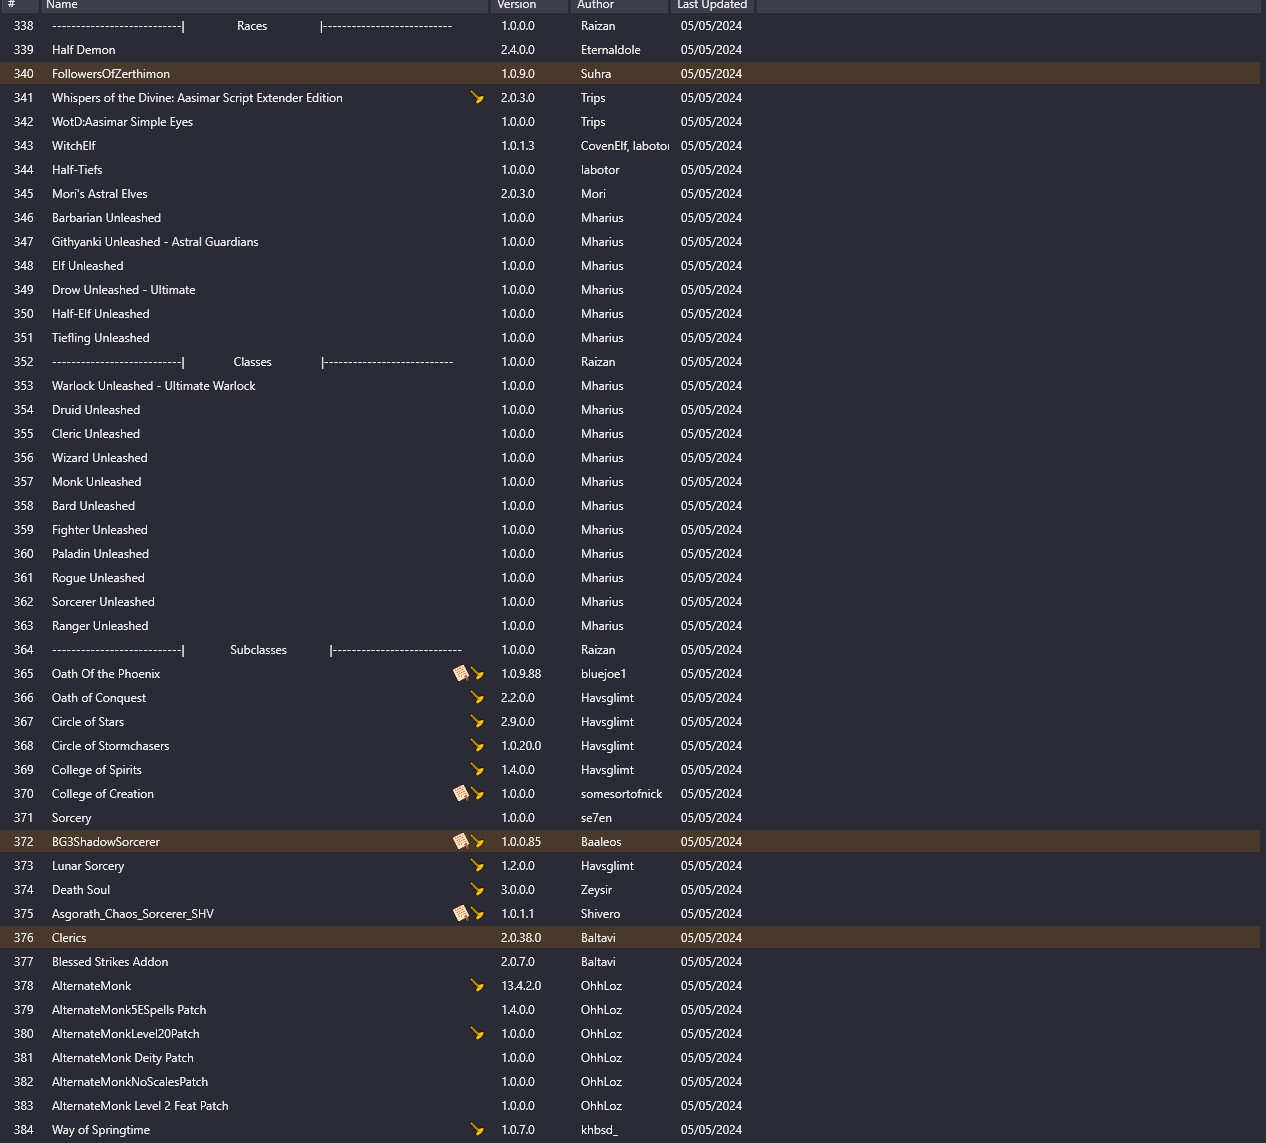 # Name Version Author Last Updated
338 ---------------------------| Races |--------------------------- 1.0.0.0 Raizan 05/05/2024
339 Half Demon 2.4.0.0 Eternaldole 05/05/2024
340 FollowersOfZerthimon 1.0.9.0 Suhra 05/05/2024
341 Whispers of the Divine: Aasimar Script Extender Edition 2.0.3.0 Trips 05/05/2024
342 WotD:Aasimar Simple Eyes 1.0.0.0 Trips 05/05/2024
343 WitchElf 1.0.1.3 CovenElf, labotor 05/05/2024
344 Half-Tiefs 1.0.0.0 labotor 05/05/2024
345 Mori's Astral Elves 2.0.3.0 Mori 05/05/2024
346 Barbarian Unleashed 1.0.0.0 Mharius 05/05/2024
347 Githyanki Unleashed - Astral Guardians 1.0.0.0 Mharius 05/05/2024
348 Elf Unleashed 1.0.0.0 Mharius 05/05/2024
349 Drow Unleashed - Ultimate 1.0.0.0 Mharius 05/05/2024
350 Half-Elf Unleashed 1.0.0.0 Mharius 05/05/2024
351 Tiefling Unleashed 1.0.0.0 Mharius 05/05/2024
352 ---------------------------| Classes |--------------------------- 1.0.0.0 Raizan 05/05/2024
353 Warlock Unleashed - Ultimate Warlock 1.0.0.0 Mharius 05/05/2024
354 Druid Unleashed 1.0.0.0 Mharius 05/05/2024
355 Cleric Unleashed 1.0.0.0 Mharius 05/05/2024
356 Wizard Unleashed 1.0.0.0 Mharius 05/05/2024
357 Monk Unleashed 1.0.0.0 Mharius 05/05/2024
358 Bard Unleashed 1.0.0.0 Mharius 05/05/2024
359 Fighter Unleashed 1.0.0.0 Mharius 05/05/2024
360 Paladin Unleashed 1.0.0.0 Mharius 05/05/2024
361 Rogue Unleashed 1.0.0.0 Mharius 05/05/2024
362 Sorcerer Unleashed 1.0.0.0 Mharius 05/05/2024
363 Ranger Unleashed 1.0.0.0 Mharius 05/05/2024
364 ---------------------------| Subclasses |--------------------------- 1.0.0.0 Raizan 05/05/2024
365 Oath Of the Phoenix 1.0.9.88 bluejoe1 05/05/2024
366 Oath of Conquest 2.2.0.0 Havsglimt 05/05/2024
367 Circle of Stars 2.9.0.0 Havsglimt 05/05/2024
368 Circle of Stormchasers 1.0.20.0 Havsglimt 05/05/2024
369 College of Spirits 1.4.0.0 Havsglimt 05/05/2024
370 College of Creation 1.0.0.0 somesortofnick 05/05/2024
371 Sorcery 1.0.0.0 se7en 05/05/2024
372 BG3ShadowSorcerer 1.0.0.85 Baaleos 05/05/2024
373 Lunar Sorcery 1.2.0.0 Havsglimt 05/05/2024
374 Death Soul 3.0.0.0 Zeysir 05/05/2024
375 Asgorath_Chaos_Sorcerer_SHV 1.0.1.1 Shivero 05/05/2024
376 Clerics 2.0.38.0 Baltavi 05/05/2024
377 Blessed Strikes Addon 2.0.7.0 Baltavi 05/05/2024
378 AlternateMonk 13.4.2.0 OhhLoz 05/05/2024
379 AlternateMonk5ESpells Patch 1.4.0.0 OhhLoz 05/05/2024
380 AlternateMonkLevel20Patch 1.0.0.0 OhhLoz 05/05/2024
381 AlternateMonk Deity Patch 1.0.0.0 OhhLoz 05/05/2024
382 AlternateMonkNoScalesPatch 1.0.0.0 OhhLoz 05/05/2024
383 AlternateMonk Level 2 Feat Patch 1.0.0.0 OhhLoz 05/05/2024
384 Way of Springtime 1.0.7.0 khbsd_ 05/05/2024